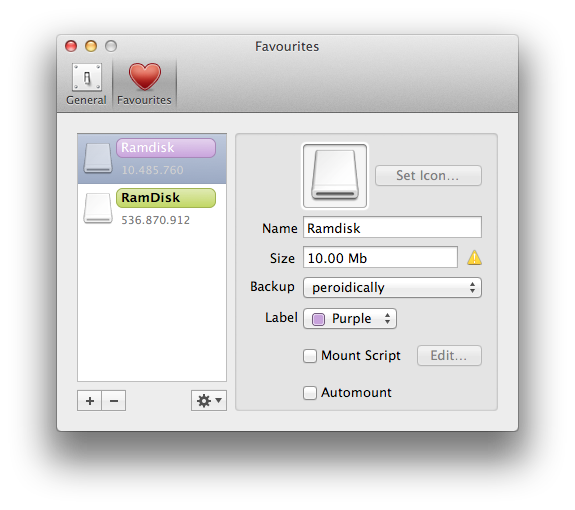 Favourites
General
Favourites
Ramdisk
10.485.760
RamDisk
536.870.912
Set Icon...
Name Ramdisk
Size 10.00 Mb
Backup peroidically
Label Purple
Mount Script Edit...
Automount